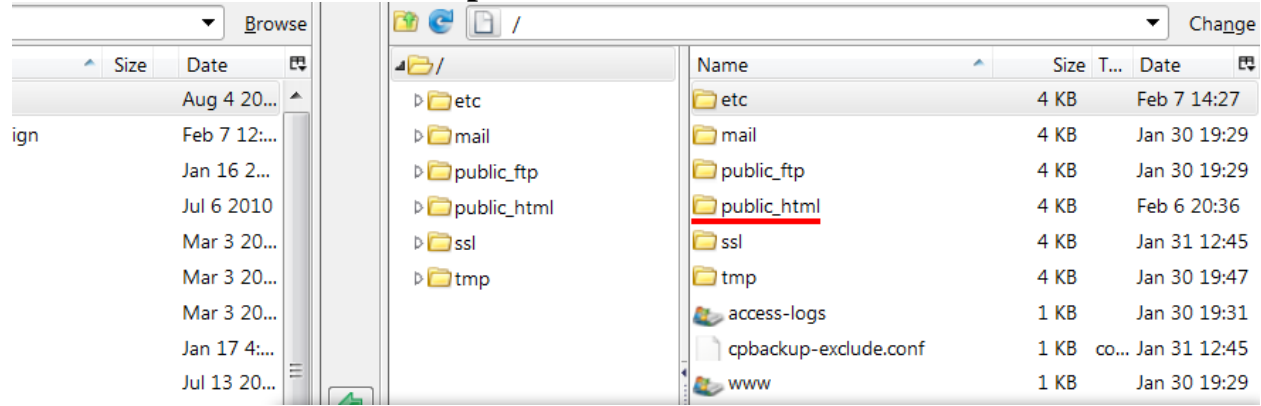 Browse
/
Change
Size Date
/
Name Size T... Date
Aug 4 20...
etc
etc 4 KB Feb 7 14:27
ign Feb 7 12:...
mail
mail 4 KB Jan 30 19:29
Jan 16 2...
public_ftp
public_ftp 4 KB Jan 30 19:29
Jul 6 2010
public_html
public_html 4 KB Feb 6 20:36
Mar 3 20...
ssl
ssl 4 KB Jan 31 12:45
Mar 3 20...
tmp
tmp 4 KB Jan 30 19:47
Mar 3 20...
access-logs 1 KB Jan 30 19:31
Jan 17 4:...
cpbackup-exclude.conf 1 KB co... Jan 31 12:45
Jul 13 20...
www 1 KB Jan 30 19:29